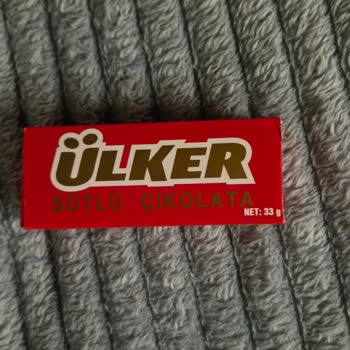 ÜLKER
SÜTLÜ ÇİKOLATA
NET: 33 g